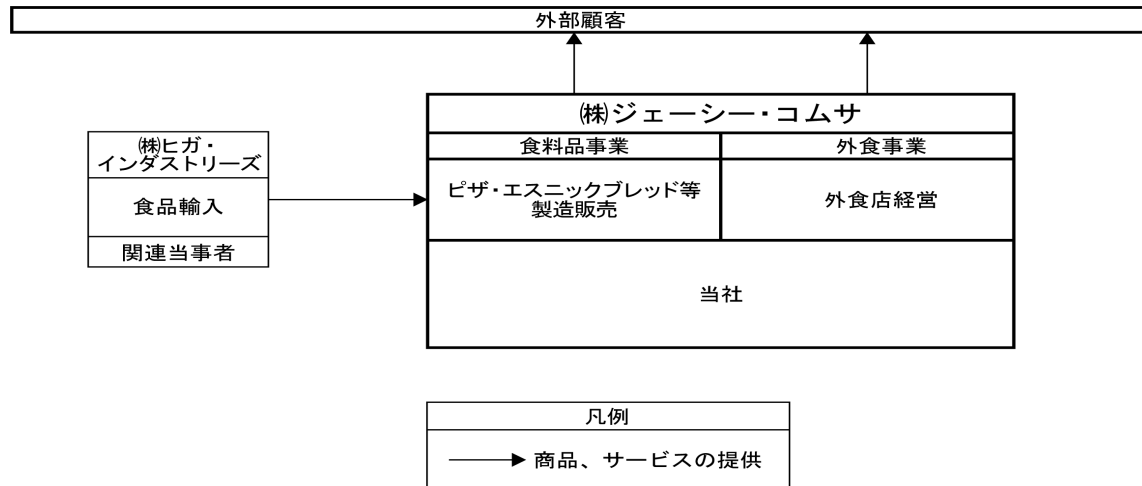 外部顧客
㈱ジェーシー・コムサ
食料品事業
外食事業
ピザ・エスニックブレッド等
製造販売
外食店経営
当社
㈱ヒガ・
インダストリーズ
食品輸入
関連当事者
凡例
商品、サービスの提供